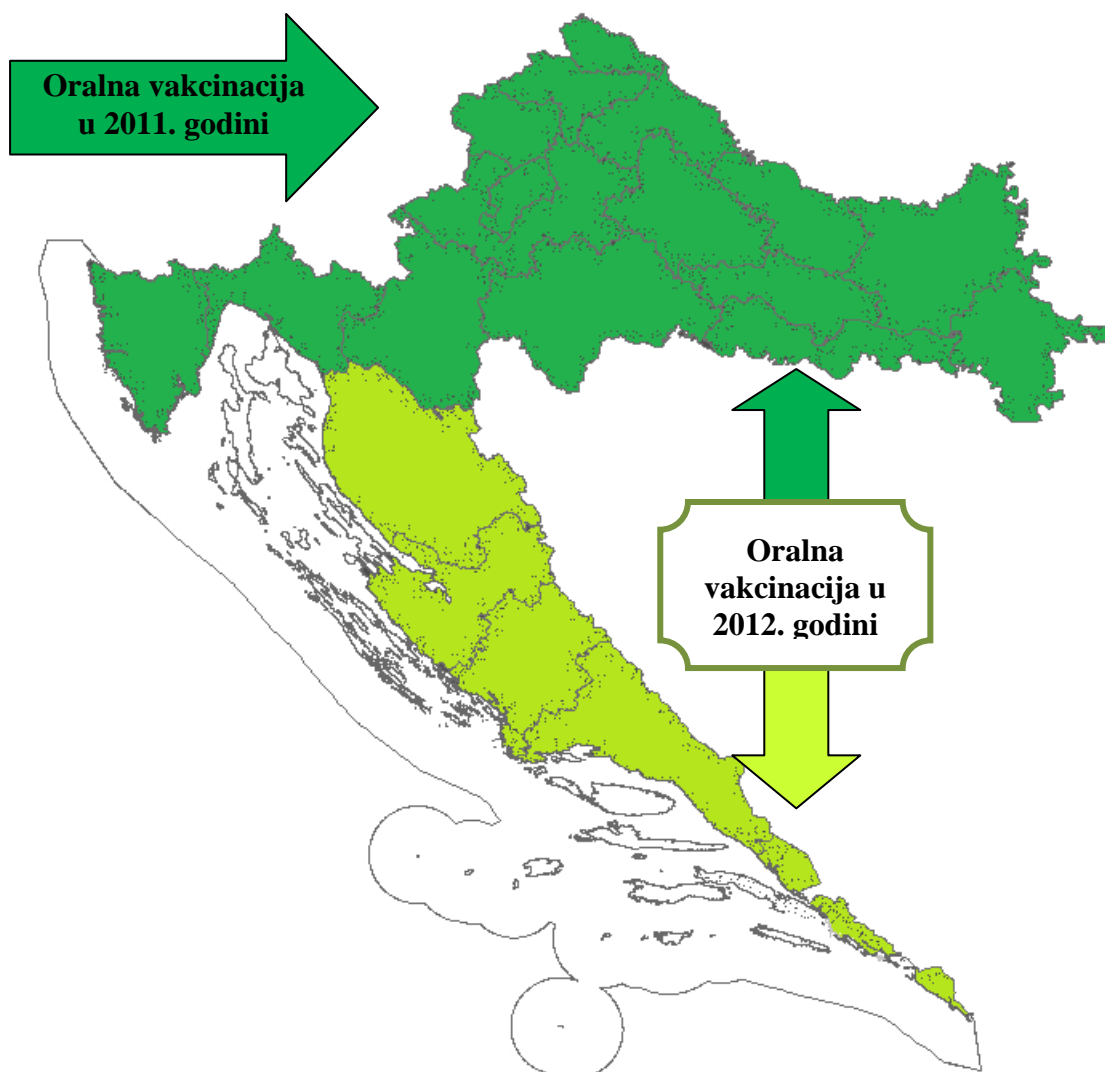 Oralna vakcinacija
u 2011. godini
Oralna
vakcinacija u
2012. godini